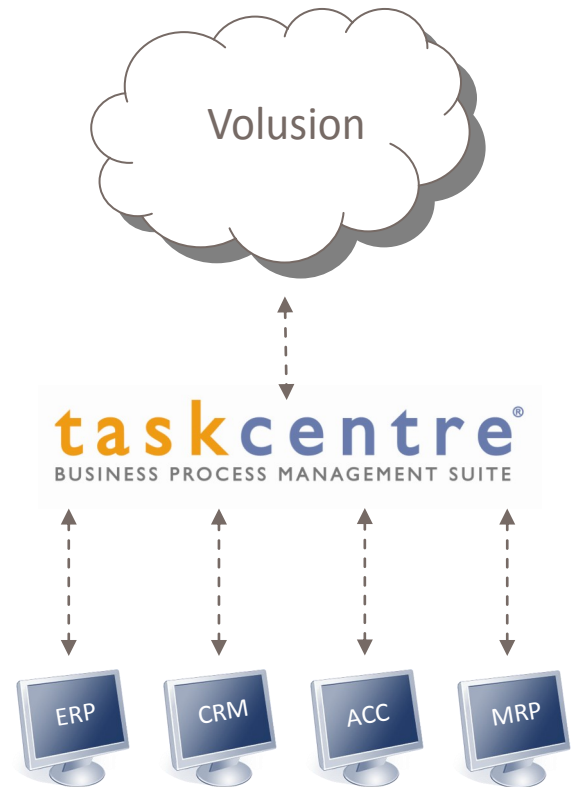 Volusion
taskcentre®
BUSINESS PROCESS MANAGEMENT SUITE
ERP CRM ACC MRP